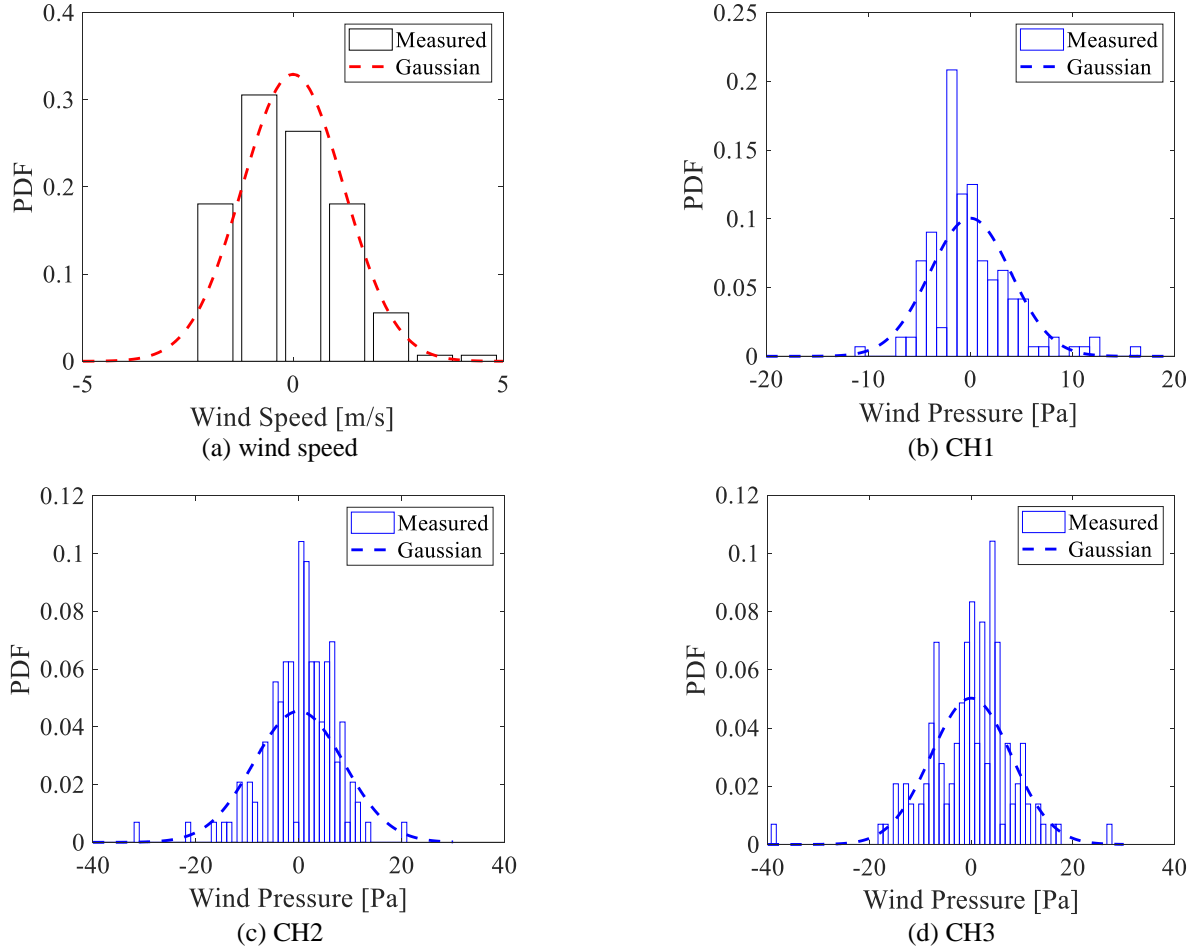 0.4
0.3
0.2
0.1
0
PDF
Measured
Gaussian
-5
0
5
Wind Speed [m/s]
(a) wind speed
0.25
0.2
0.15
0.1
0.05
0
PDF
Measured
Gaussian
-20
-10
0
10
20
Wind Pressure [Pa]
(b) CH1
0.12
0.1
0.08
0.06
0.04
0.02
0
PDF
Measured
Gaussian
-40
-20
0
20
40
Wind Pressure [Pa]
(c) CH2
0.12
0.1
0.08
0.06
0.04
0.02
0
PDF
Measured
Gaussian
-40
-20
0
20
40
Wind Pressure [Pa]
(d) CH3